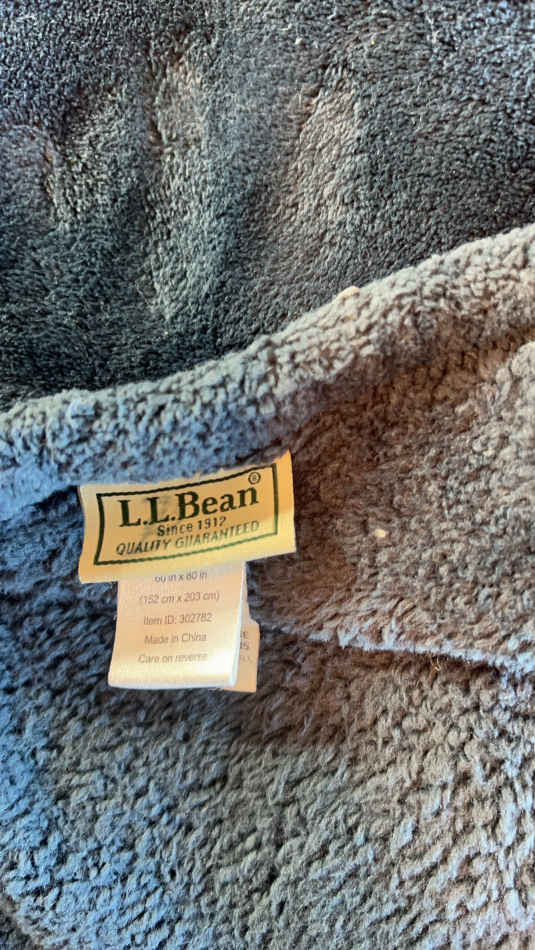 L.L.Bean®
Since 1912
QUALITY GUARANTEED
60 in x 80 in
(152 cm x 203 cm)
Item ID: 302782
Made in China
Care on reverse